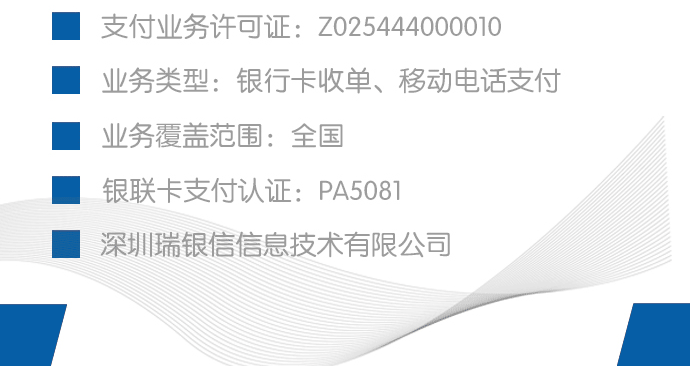 支付业务许可证：Z025444000010
业务类型：银行卡收单、移动电话支付
业务覆盖范围：全国
银联卡支付认证：PA5081
深圳瑞银信信息技术有限公司